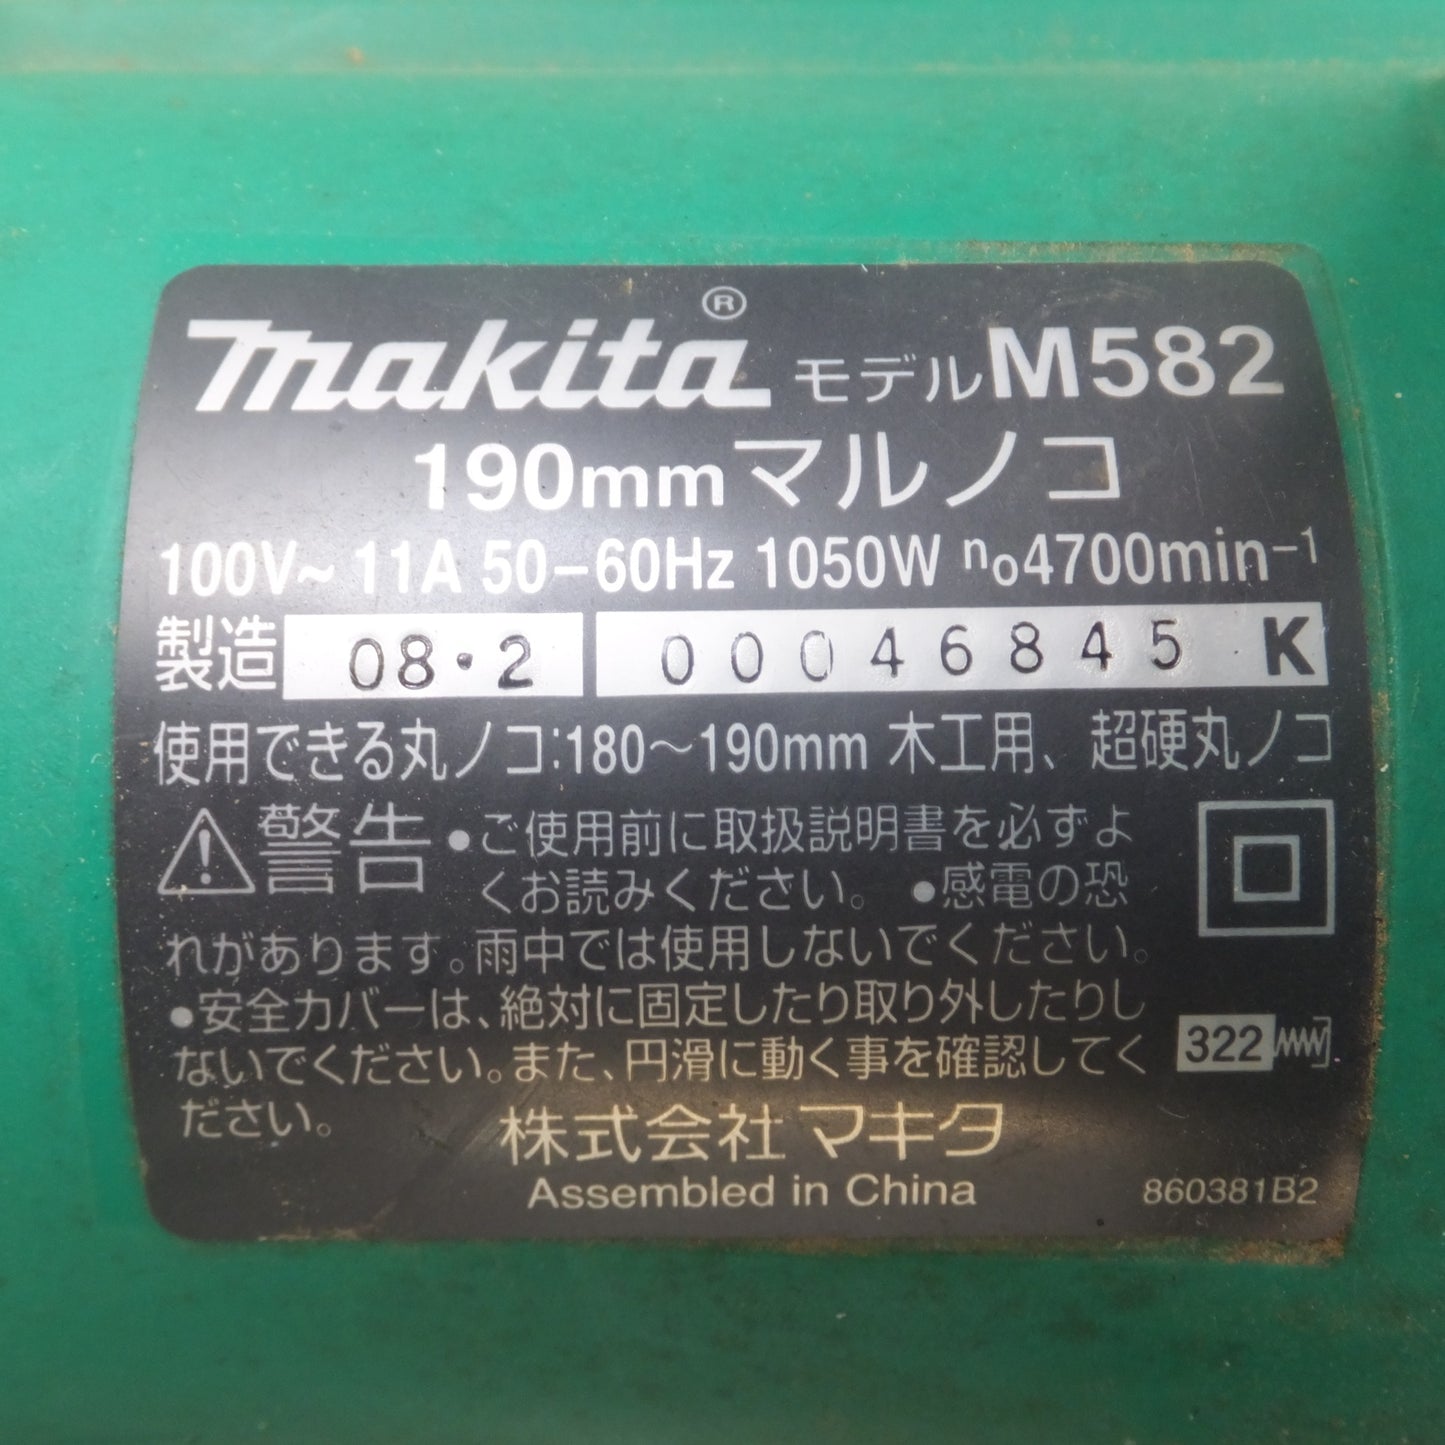 makita® モデルM582
190mmマルノコ
100V~ 11A 50-60Hz 1050W n₀4700min⁻¹
製造 08・2 00046845 K
使用できる丸ノコ:180~190mm 木工用、超硬丸ノコ
警告 ●ご使用前に取扱説明書を必ずよ
くお読みください。 ●感電の恐
れがあります。雨中では使用しないでください。
●安全カバーは、絶対に固定したり取り外したりし
ないでください。また、円滑に動く事を確認してく
ださい。
322
株式会社マキタ
Assembled in China
860381B2